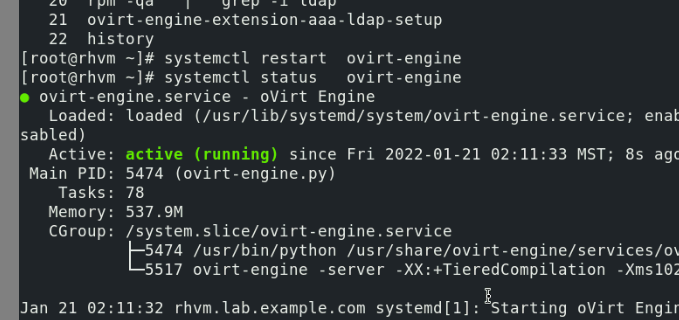 20  rpm -qa   |   grep -i ldap
21  ovirt-engine-extension-aaa-ldap-setup
22  history
[root@rhvm ~]# systemctl restart  ovirt-engine
[root@rhvm ~]# systemctl status   ovirt-engine
● ovirt-engine.service - oVirt Engine
Loaded: loaded (/usr/lib/systemd/system/ovirt-engine.service; enab
sabled)
Active: active (running) since Fri 2022-01-21 02:11:33 MST; 8s ago
Main PID: 5474 (ovirt-engine.py)
Tasks: 78
Memory: 537.9M
CGroup: /system.slice/ovirt-engine.service
├─5474 /usr/bin/python /usr/share/ovirt-engine/services/ov
└─5517 ovirt-engine -server -XX:+TieredCompilation -Xms102
Jan 21 02:11:32 rhvm.lab.example.com systemd[1]: Starting oVirt Engin